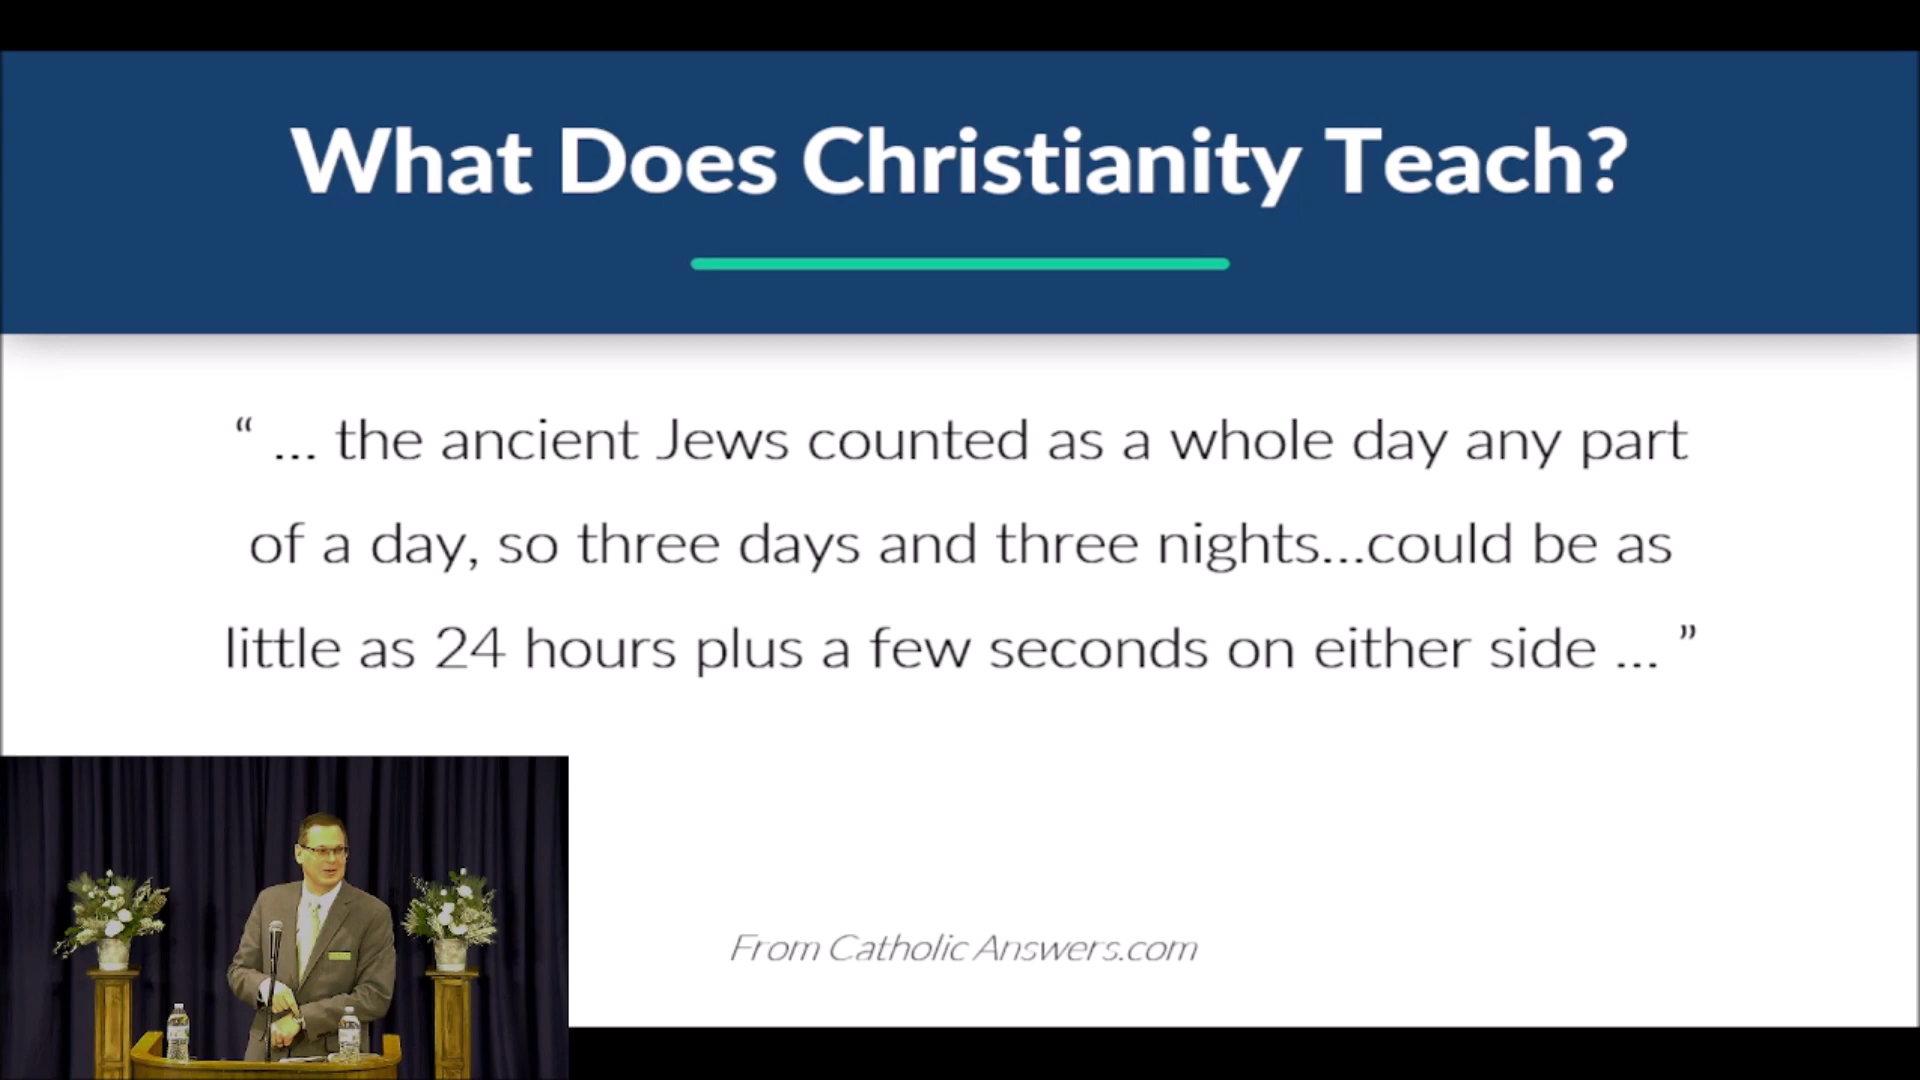 What Does Christianity Teach?
“ ... the ancient Jews counted as a whole day any part
of a day, so three days and three nights...could be as
little as 24 hours plus a few seconds on either side ... ”
From Catholic Answers.com